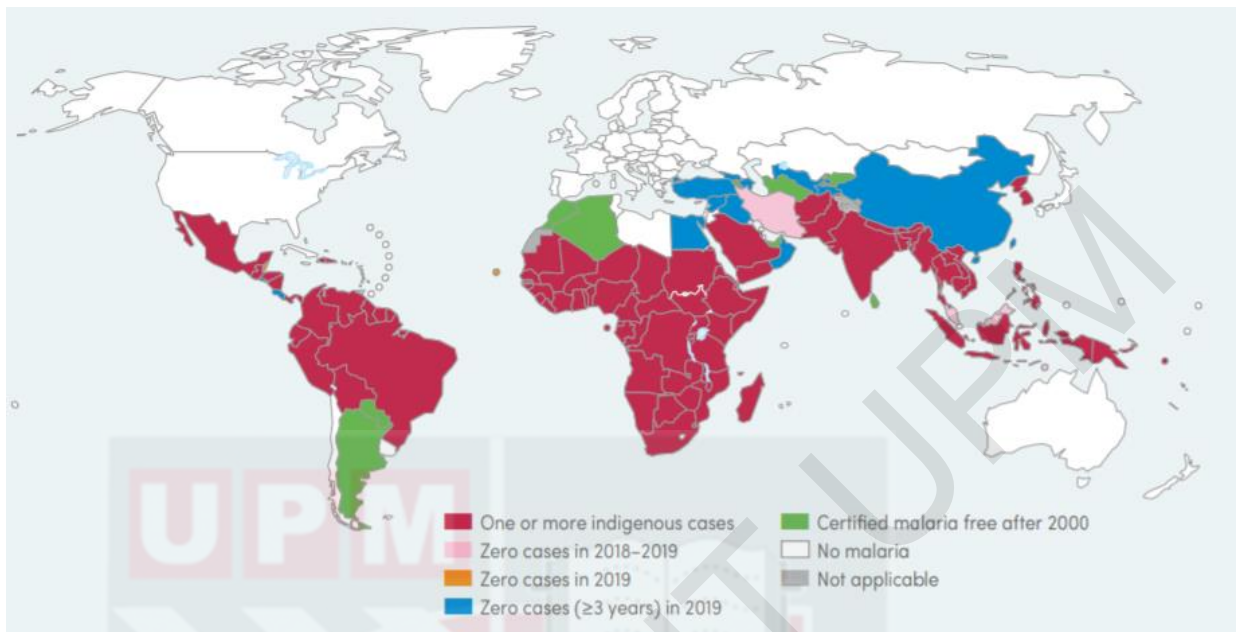 UPM
One or more indigenous cases
Zero cases in 2018–2019
Zero cases in 2019
Zero cases (≥3 years) in 2019
Certified malaria free after 2000
No malaria
Not applicable
UPM